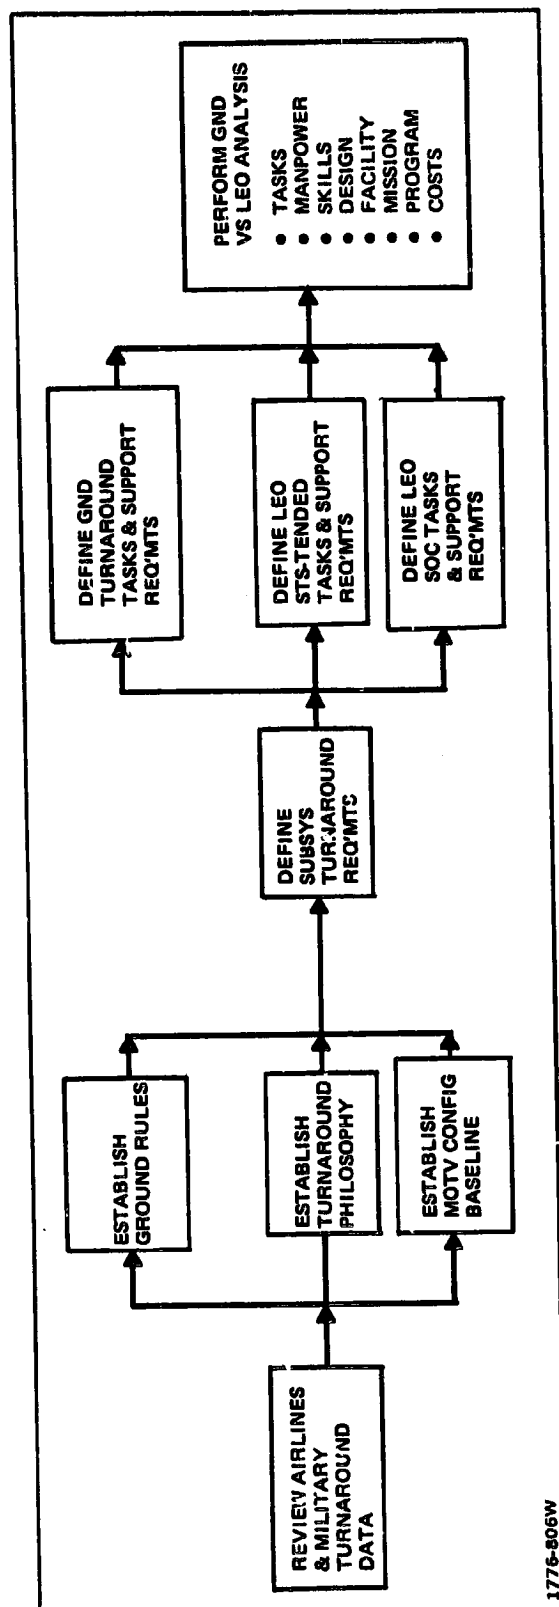 REVIEW AIRLINES
& MILITARY
TURNAROUND
DATA
ESTABLISH
GROUND RULES
ESTABLISH
TURNAROUND
PHILOSOPHY
ESTABLISH
MOTV CONFIG
BASELINE
DEFINE
SUBSYS
TURNAROUND
REQ'MTS
DEFINE GND
TURNAROUND
TASKS & SUPPORT
REQ'MTS
DEFINE LEO
STS-TENDED
TASKS & SUPPORT
REQ'MTS
DEFINE LEO
SOC TASKS
& SUPPORT
REQ'MTS
PERFORM GND
VS LEO ANALYSIS
• TASKS
• MANPOWER
• SKILLS
• DESIGN
• FACILITY
• MISSION
• PROGRAM
• COSTS
1776-806W